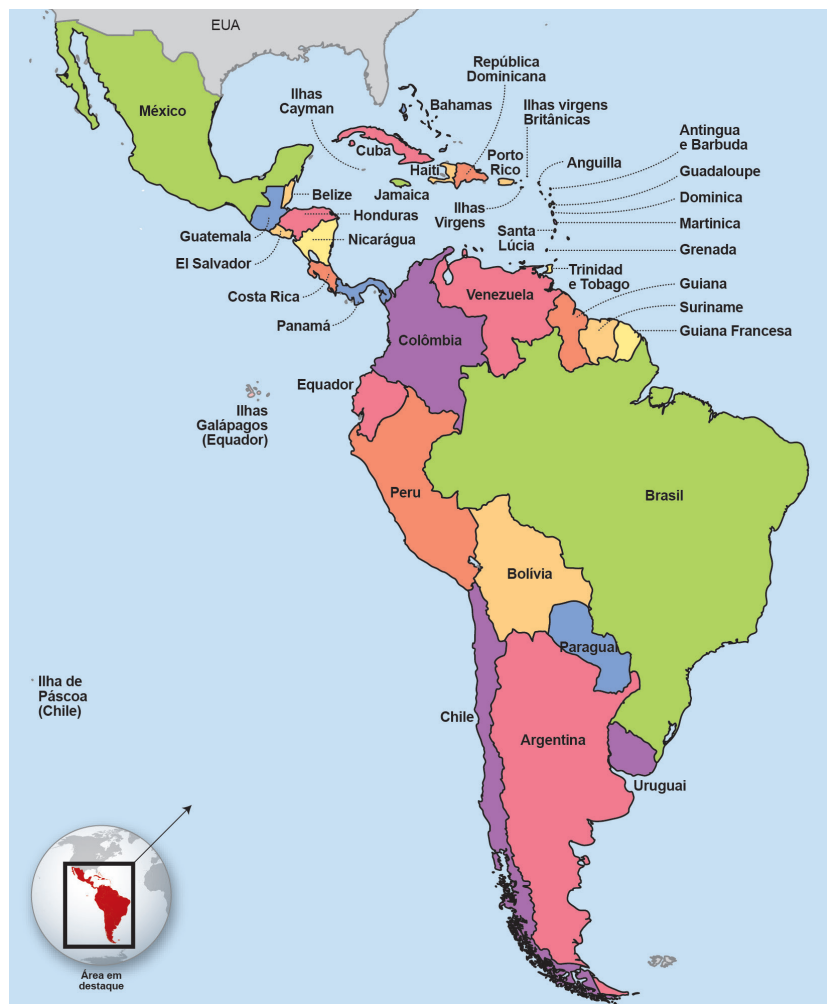 EUA
República
Dominicana
Ilhas
Cayman
Bahamas
Ilhas virgens
Britânicas
México
Antingua
e Barbuda
Cuba
Haiti
Porto
Rico
Anguilla
Guadaloupe
Belize
Jamaica
Dominica
Honduras
Ilhas
Virgens
Martinica
Guatemala
Nicarágua
Santa
Lúcia
Grenada
El Salvador
Trinidad
e Tobago
Costa Rica
Venezuela
Guiana
Suriname
Panamá
Guiana Francesa
Colômbia
Equador
Ilhas
Galápagos
(Equador)
Peru
Brasil
Bolívia
Paraguai
Ilha de
Páscoa
(Chile)
Chile
Argentina
Uruguai
Área em
destaque